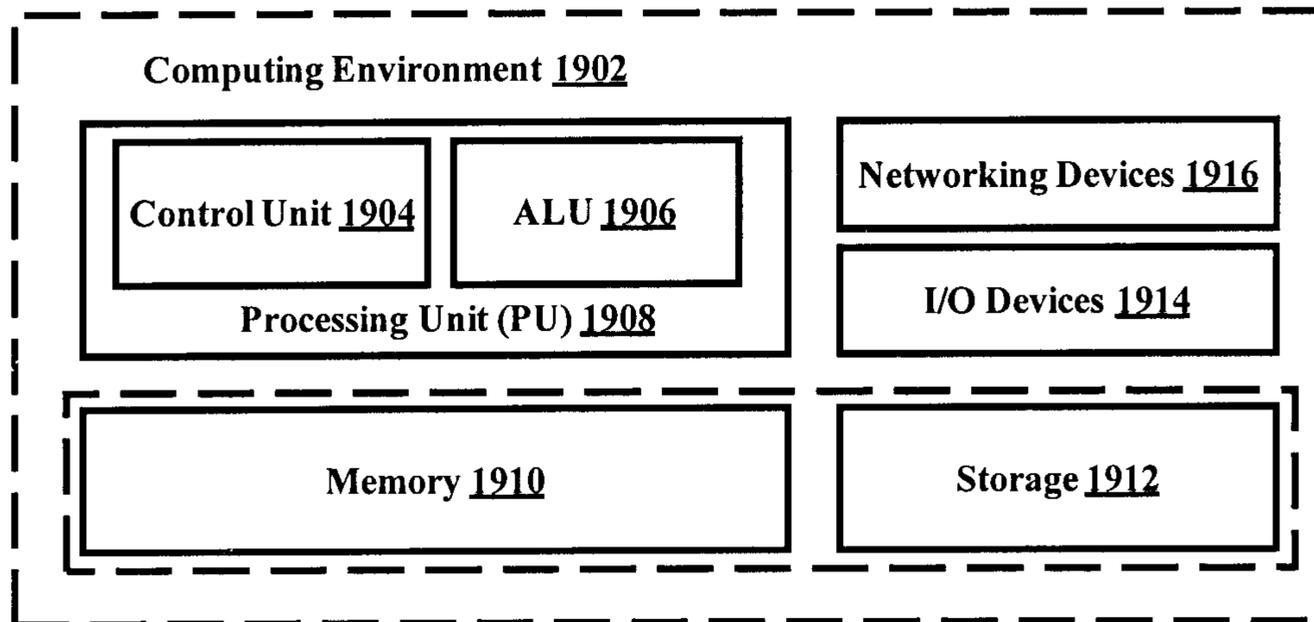 Computing Environment 1902
Control Unit 1904
ALU 1906
Processing Unit (PU) 1908
Networking Devices 1916
I/O Devices 1914
Memory 1910
Storage 1912